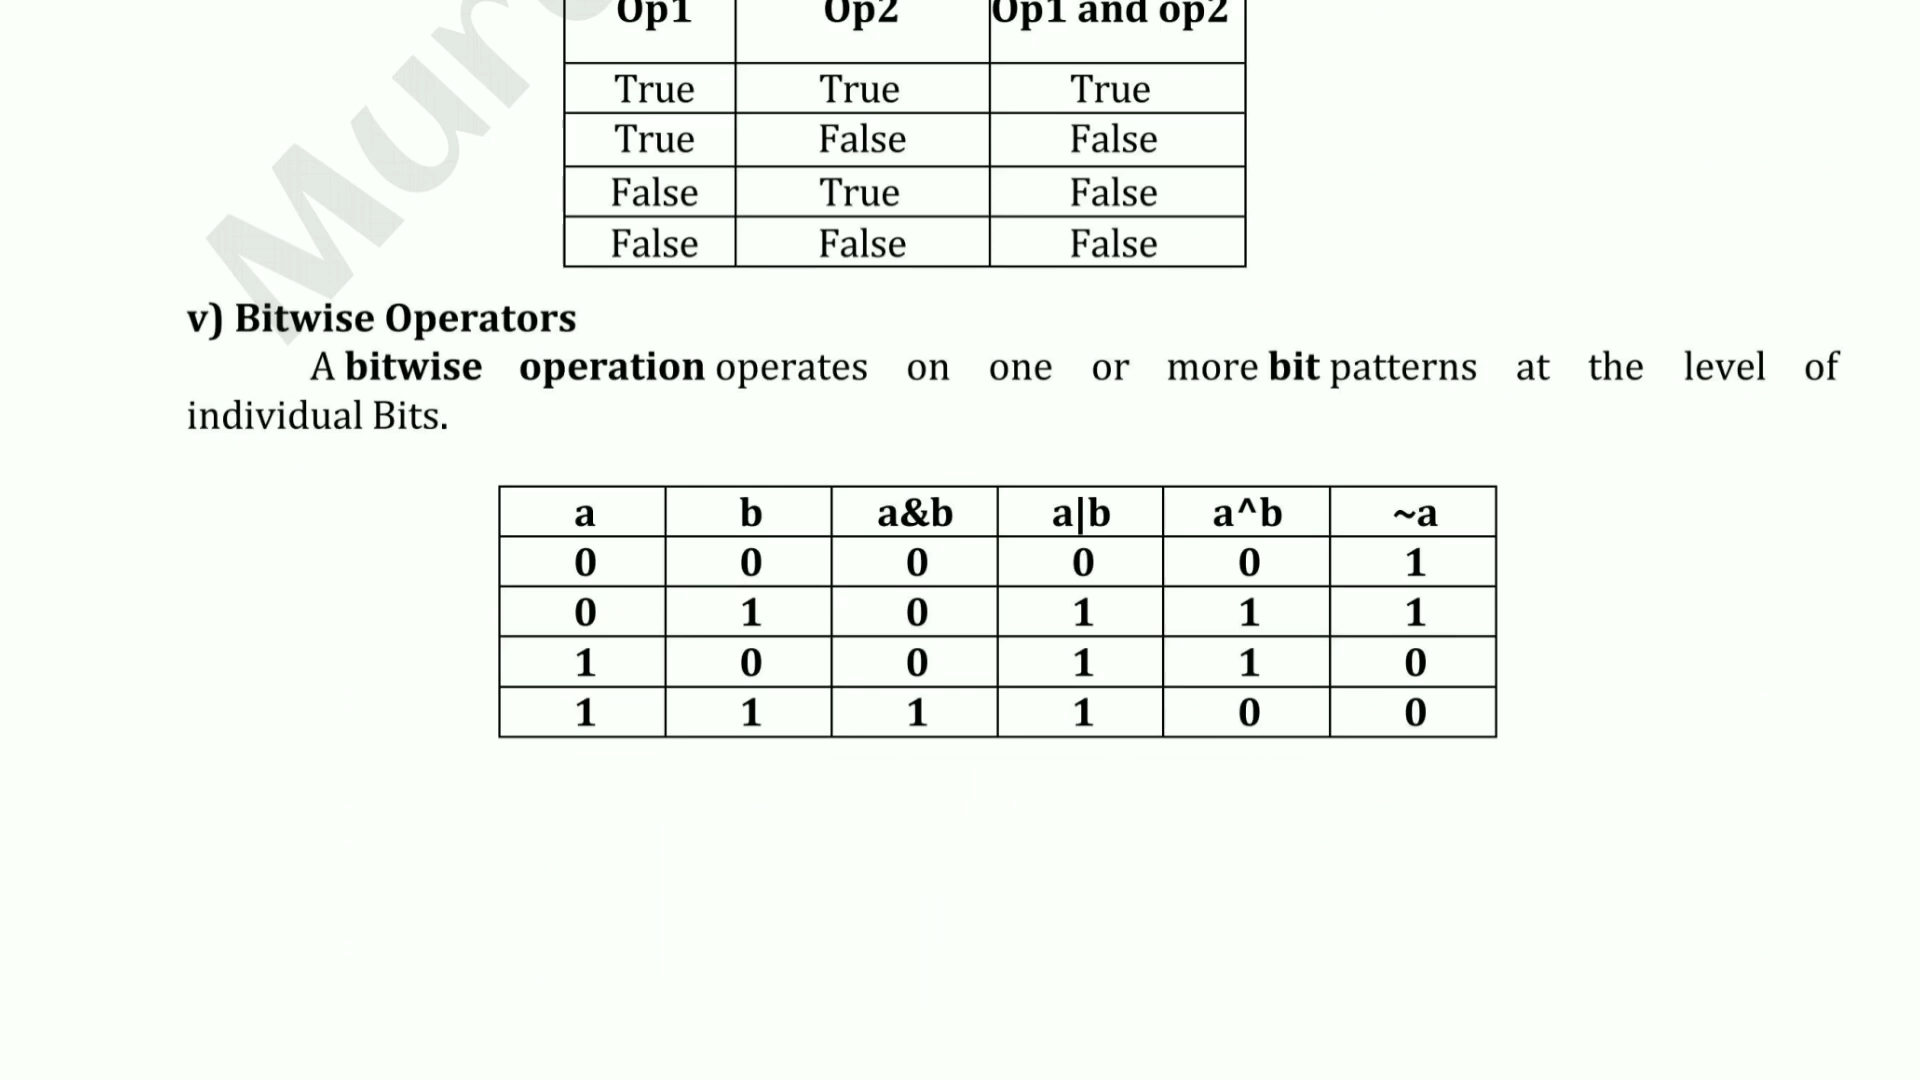 Op1 Op2 Op1 and op2
True True True
True False False
False True False
False False False
v) Bitwise Operators
A bitwise operation operates on one or more bit patterns at the level of
individual Bits.
a b a&b a|b a^b ~a
0 0 0 0 0 1
0 1 0 1 1 1
1 0 0 1 1 0
1 1 1 1 0 0